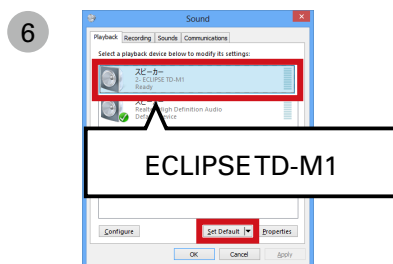 6
Sound
Playback Recording Sounds Communications
Select a playback device below to modify its settings:
スピーカー
2- ECLIPSE TD-M1
Ready
Realtek High Definition Audio
Default Device
ECLIPSE TD-M1
Configure Set Default Properties
OK Cancel Apply